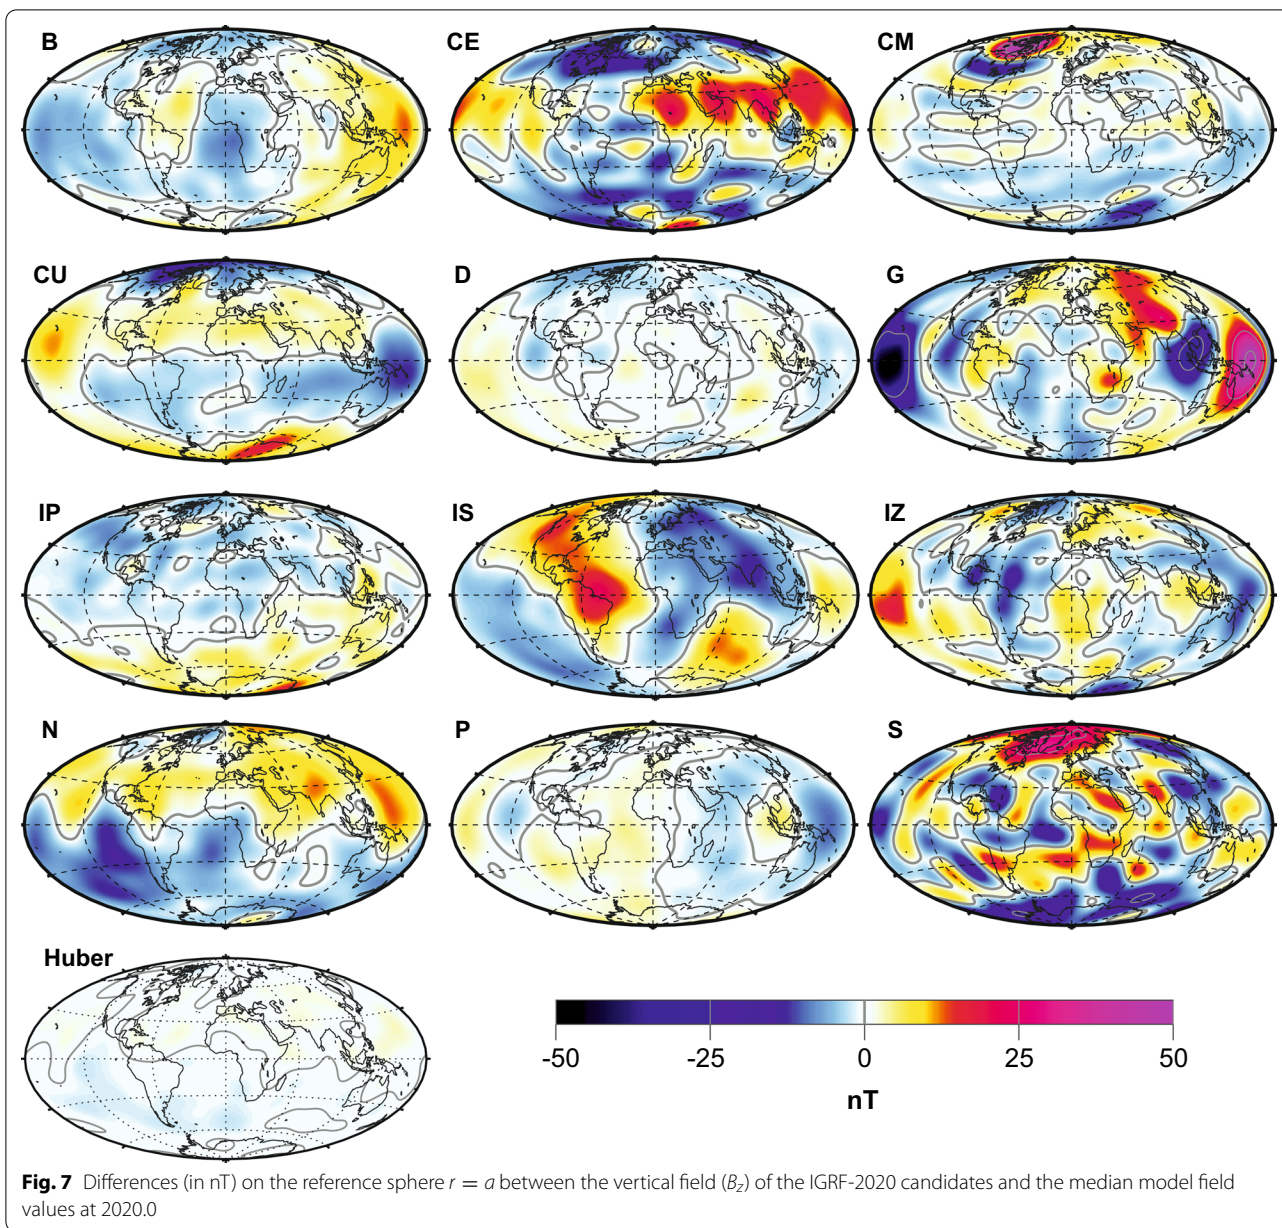 B
CE
CM
CU
D
G
IP
IS
IZ
N
P
S
Huber
-50
-25
0
25
50
nT
Fig. 7 Differences (in nT) on the reference sphere r = a between the vertical field (B_z) of the IGRF-2020 candidates and the median model field
values at 2020.0